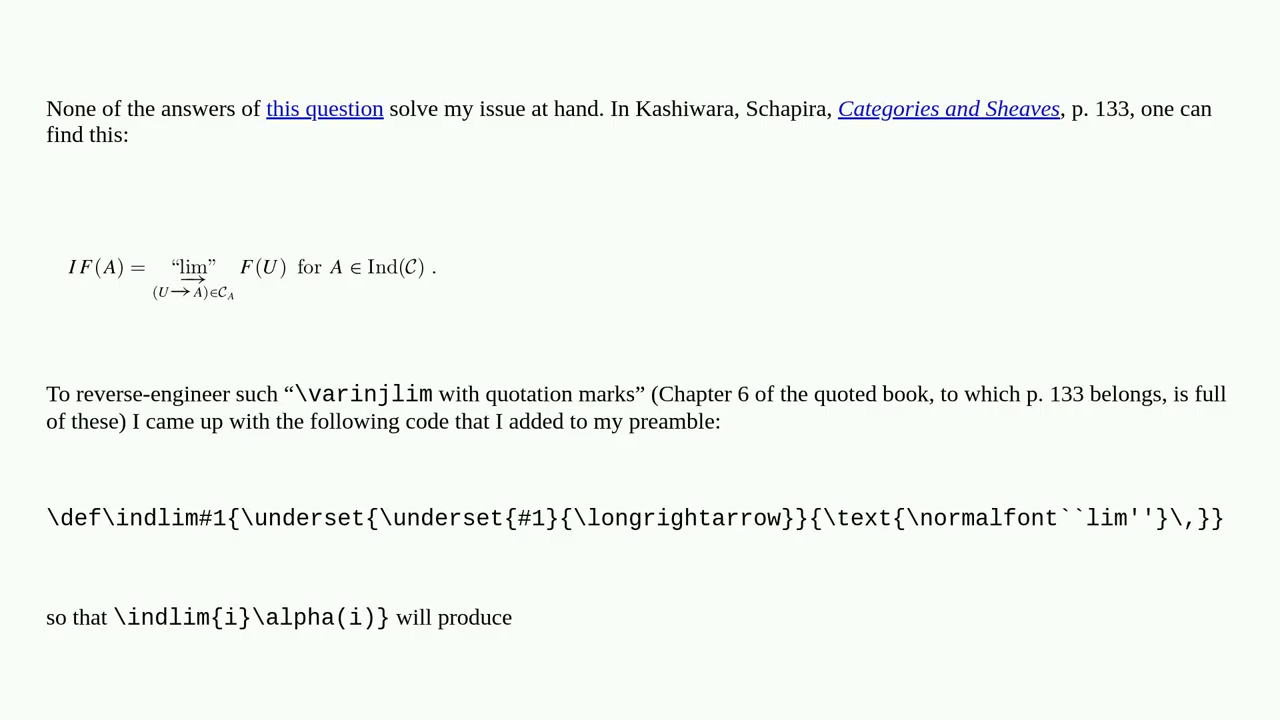 None of the answers of this question solve my issue at hand. In Kashiwara, Schapira, Categories and Sheaves, p. 133, one can
find this:
IF(A) = “lim” F(U) for A ∈ Ind(𝒞) .
⟶
(U⟶A)∈𝒞_A
To reverse-engineer such “\varinjlim with quotation marks” (Chapter 6 of the quoted book, to which p. 133 belongs, is full
of these) I came up with the following code that I added to my preamble:
\def\indlim#1{\underset{\underset{#1}{\longrightarrow}}{\text{\normalfont``lim''}\,}}
so that \indlim{i}\alpha(i)} will produce